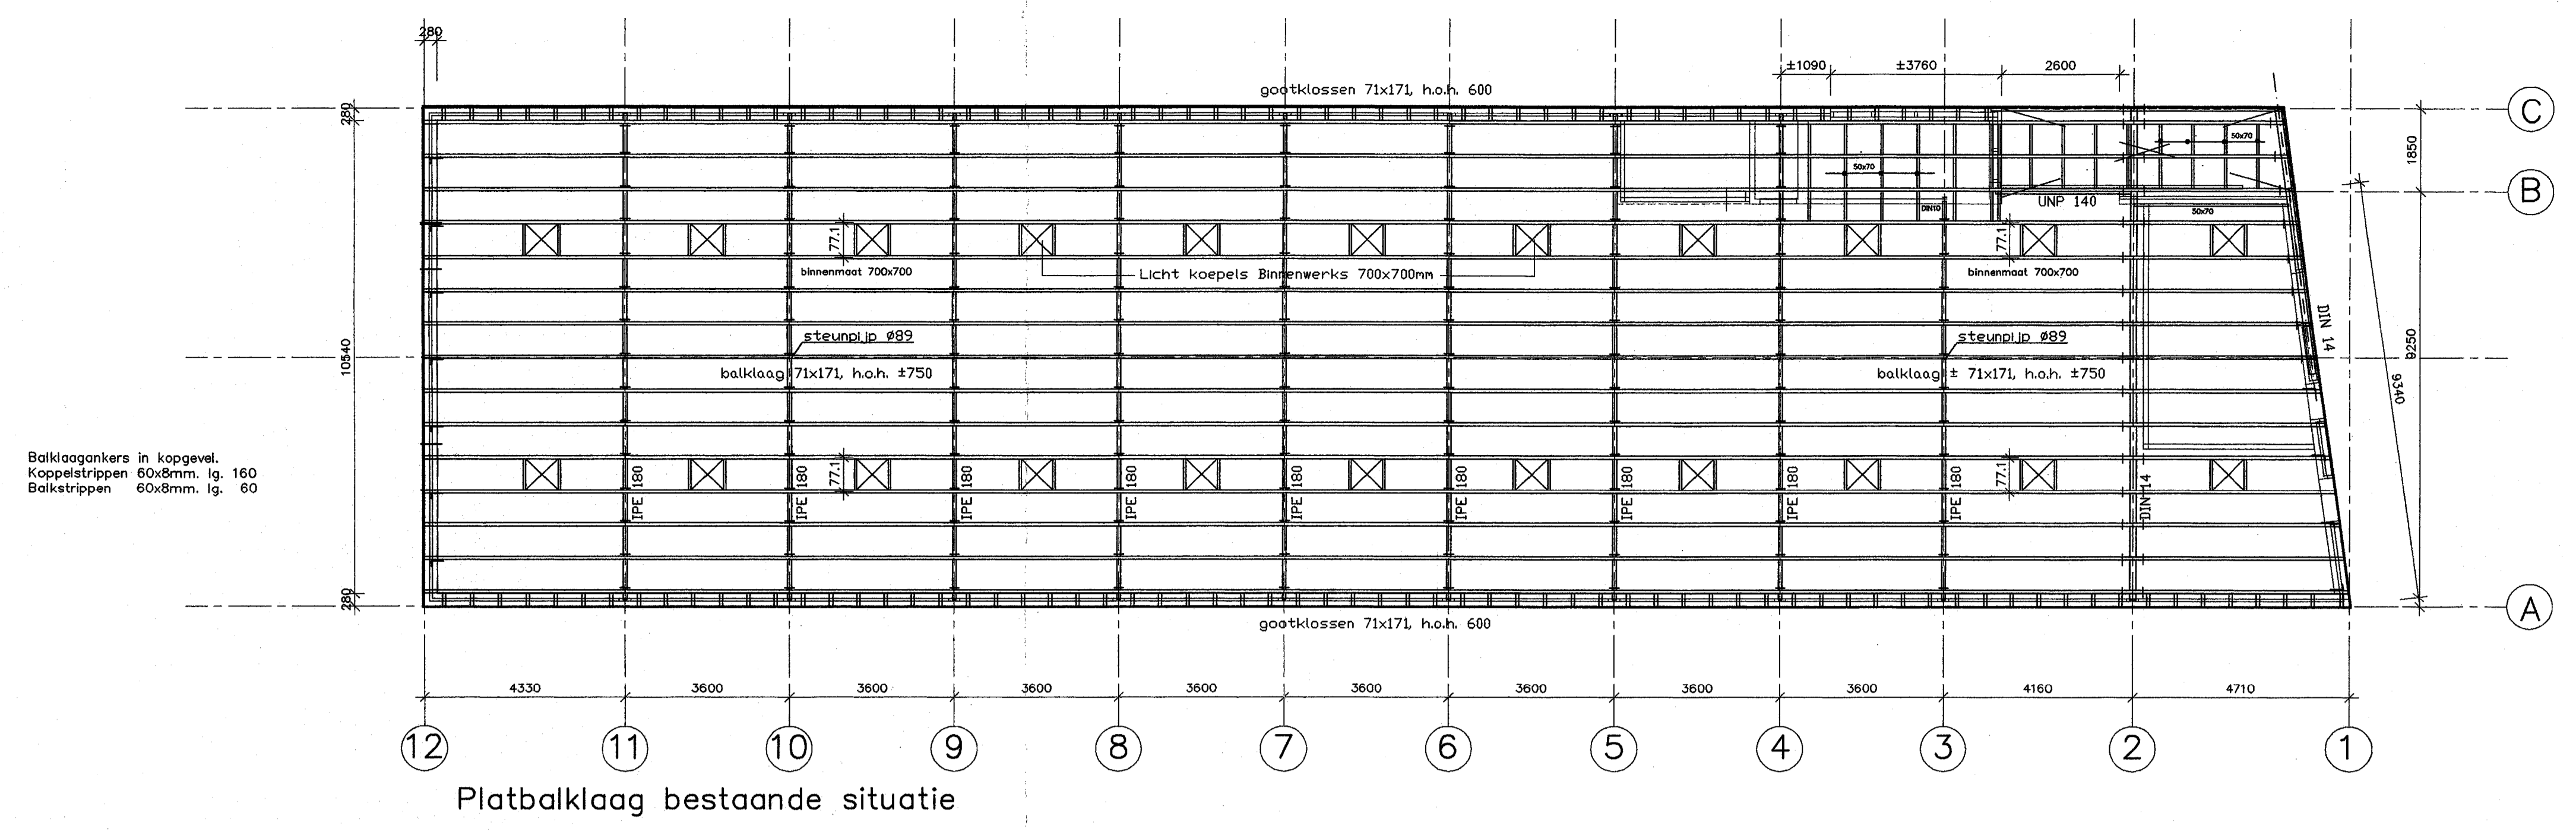 280
±1090 ±3760 2600
gootklossen 71x171, h.o.h. 600
C
280
50x70
1850
50x70
B
DIN10
UNP 140
50x70
77.1
77.1
binnenmaat 700x700
Licht koepels Binnenwerks 700x700mm
binnenmaat 700x700
DIN 14
steunpijp Ø89
steunpijp Ø89
10540
9250
balklaag 71x171, h.o.h. ±750
balklaag ± 71x171, h.o.h. ±750
9340
Balklaagankers in kopgevel.
Koppelstrippen 60x8mm. lg. 160
Balkstrippen 60x8mm. lg. 60
77.1
77.1
IPE 180
IPE 180
IPE 180
IPE 180
IPE 180
IPE 180
IPE 180
IPE 180
IPE 180
DIN 14
280
A
gootklossen 71x171, h.o.h. 600
4330 3600 3600 3600 3600 3600 3600 3600 3600 4160 4710
12 11 10 9 8 7 6 5 4 3 2 1
Platbalklaag bestaande situatie